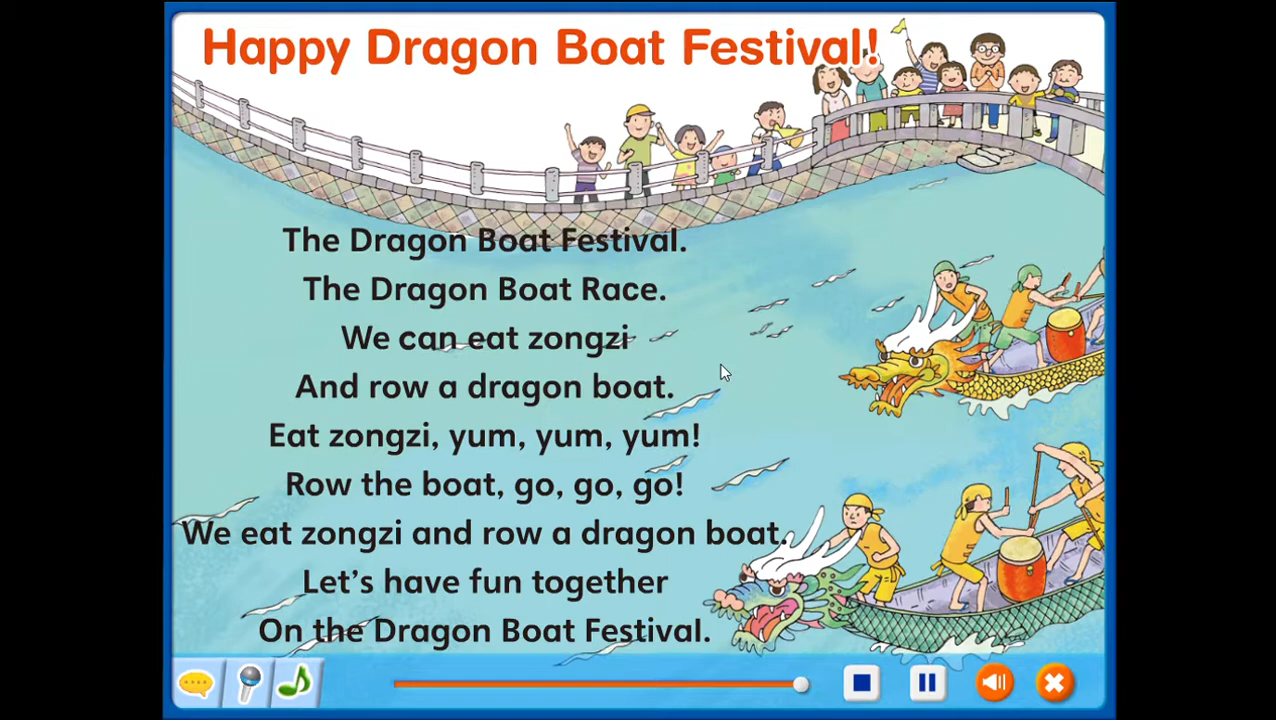 Happy Dragon Boat Festival!
The Dragon Boat Festival.
The Dragon Boat Race.
We can eat zongzi
And row a dragon boat.
Eat zongzi, yum, yum, yum!
Row the boat, go, go, go!
We eat zongzi and row a dragon boat.
Let's have fun together
On the Dragon Boat Festival.